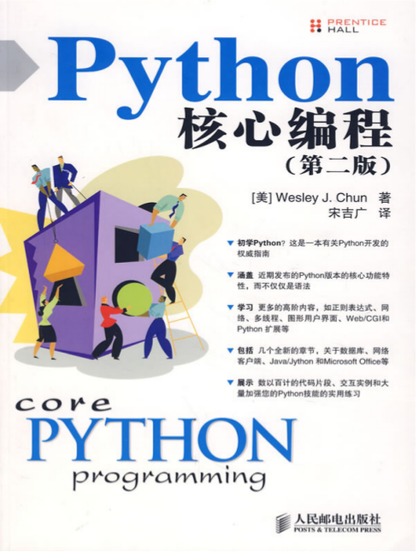 PRENTICE
HALL
Python
核心编程
（第二版）
[美] Wesley J. Chun 著
宋吉广 译
初学Python？这是一本有关Python开发的
权威指南
涵盖 近期发布的Python版本的核心功能特
性，而不仅仅是语法
学习 更多的高阶内容，如正则表达式、网
络、多线程、图形用户界面、Web/CGI和
Python 扩展等
包括 几个全新的章节，关于数据库、网络
客户端、Java/Jython 和Microsoft Office等
展示 数以百计的代码片段、交互实例和大
量加强您的Python技能的实用练习
core
PYTHON
programming
人民邮电出版社
POSTS & TELECOM PRESS